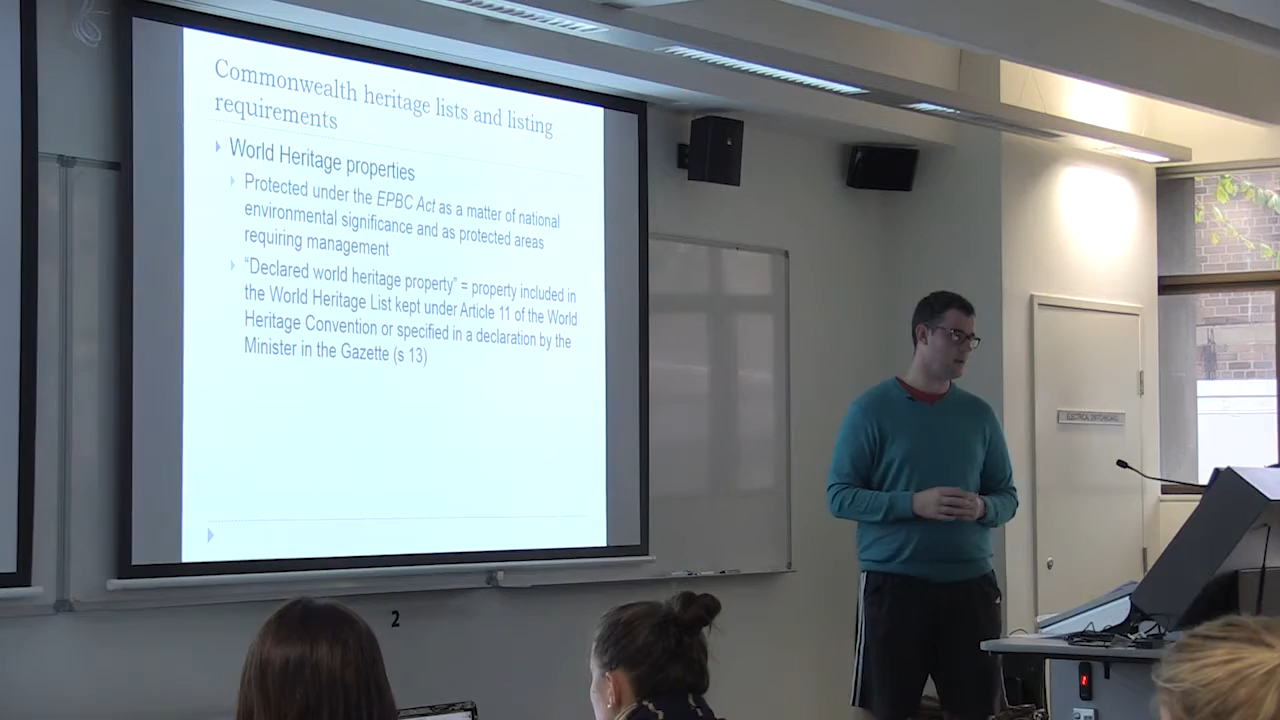 Commonwealth heritage lists and listing
requirements
World Heritage properties
Protected under the EPBC Act as a matter of national
environmental significance and as protected areas
requiring management
“Declared world heritage property” = property included in
the World Heritage List kept under Article 11 of the World
Heritage Convention or specified in a declaration by the
Minister in the Gazette (s 13)
ELECTRICAL SWITCHBOARD
2